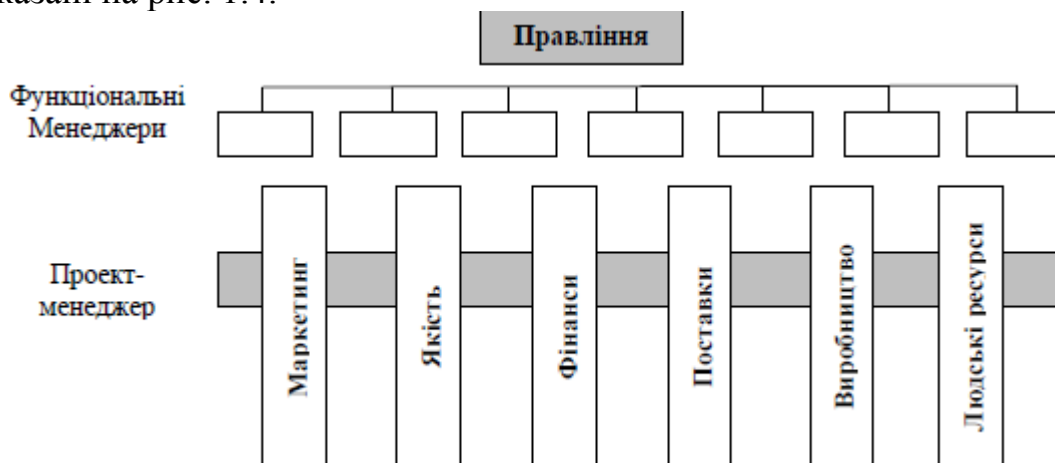 казані на рис. 1.4.
Правління
Функціональні
Менеджери
Проект-
менеджер
Маркетинг
Якість
Фінанси
Поставки
Виробництво
Людські ресурси